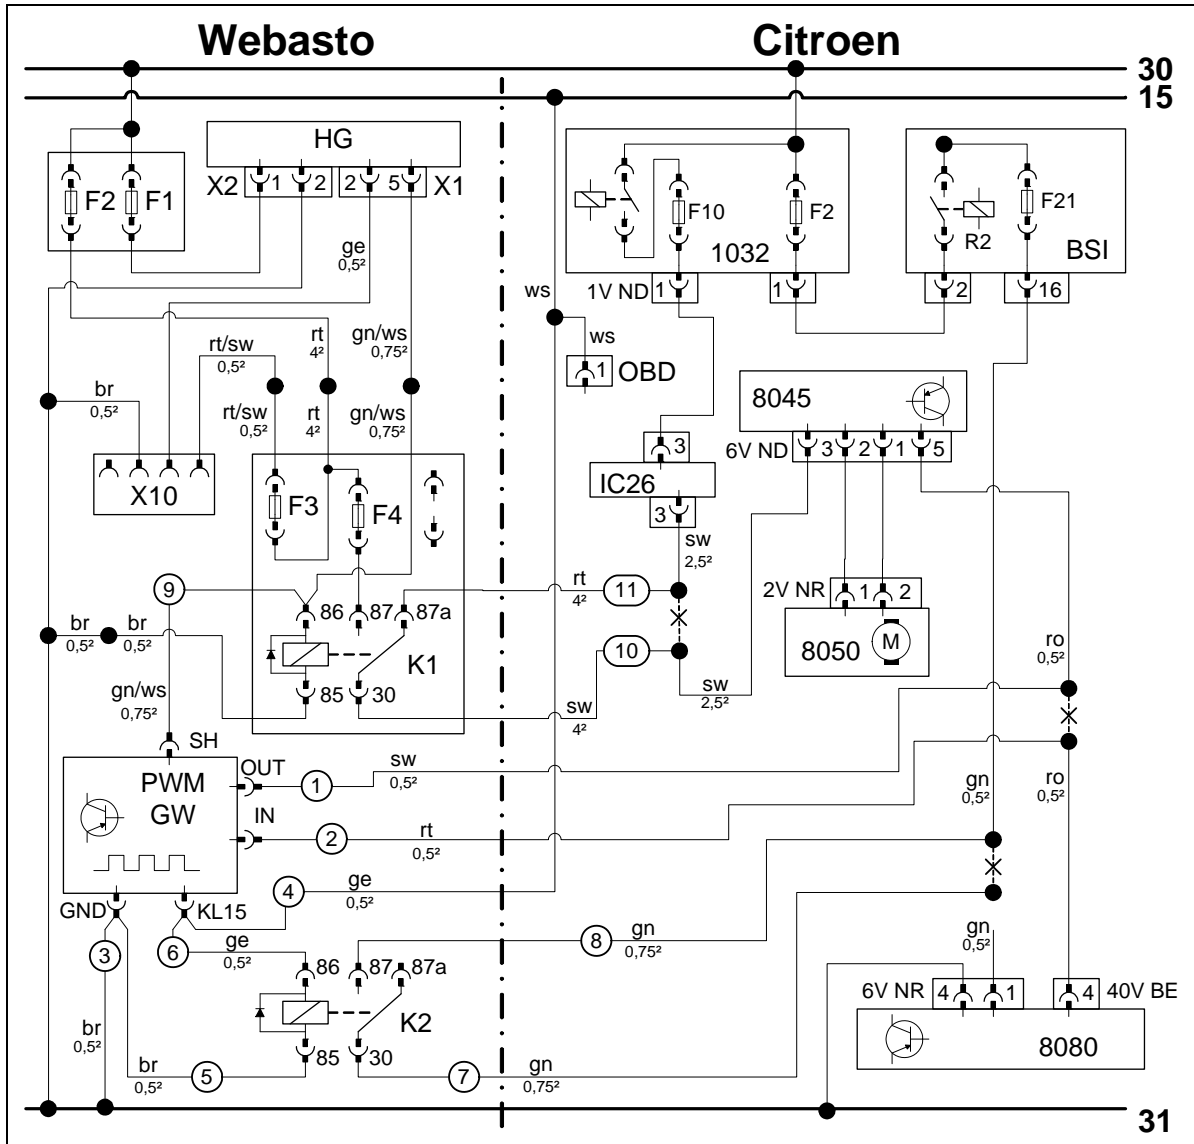 Webasto
Citroen
30
15
HG
X2 1 2 2 5 X1
F2 F1
F10
F2
1032
R2
F21
BSI
1V ND 1
1
2
16
ge
0,5²
ws
ws
1 OBD
rt
4²
gn/ws
0,75²
rt/sw
0,5²
br
0,5²
rt/sw
0,5²
rt
4²
gn/ws
0,75²
8045
6V ND 3 2 1 5
X10
F3
F4
3
IC26
3
sw
2,5²
9
86 87 87a
rt
4²
11
2V NR 1 2
8050
M
br
0,5²
br
0,5²
K1
10
85 30
sw
4²
sw
2,5²
ro
0,5²
gn/ws
0,75²
SH
PWM
GW
OUT
IN
1
sw
0,5²
2
rt
0,5²
gn
0,5²
ro
0,5²
GND
KL15
4
ge
0,5²
3
6
ge
0,5²
8
gn
0,75²
gn
0,5²
86 87 87a
K2
85 30
6V NR 4 1
4 40V BE
8080
br
0,5²
br
0,5²
5
7
gn
0,75²
31